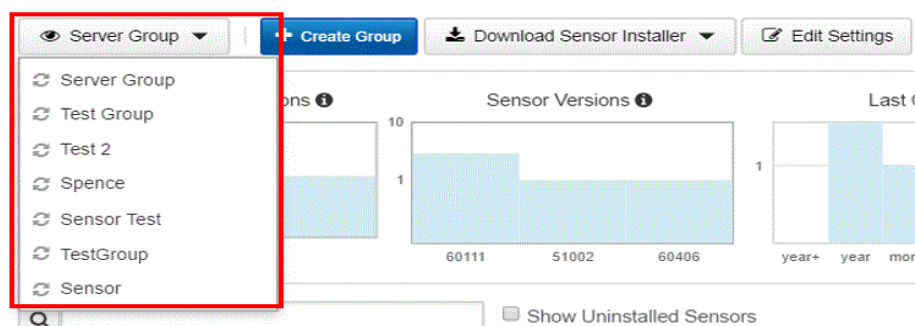 Server Group
Create Group
Download Sensor Installer
Edit Settings
Server Group
Test Group
Test 2
Spence
Sensor Test
TestGroup
Sensor
Sensor Versions
Last
10
1
60111 51002 60406
1
year+ year
Show Uninstalled Sensors